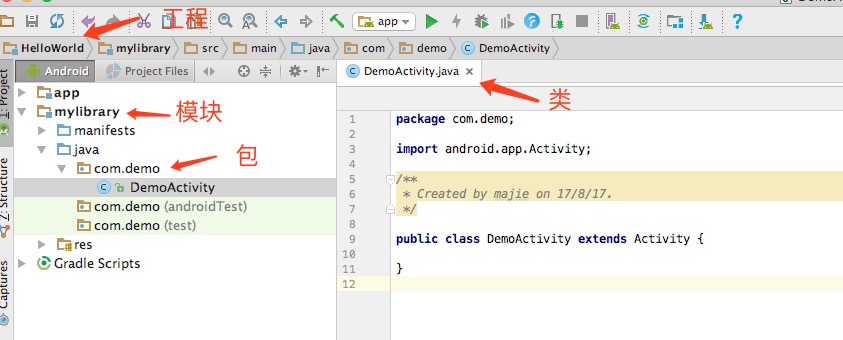 工程
app
HelloWorld
mylibrary
src
main
java
com
demo
DemoActivity
1: Project
Z: Structure
Captures
Android
Project Files
app
mylibrary
模块
manifests
java
包
com.demo
DemoActivity
com.demo (androidTest)
com.demo (test)
res
Gradle Scripts
DemoActivity.java
类
1 package com.demo;
2
3 import android.app.Activity;
4
5 /**
6 * Created by majie on 17/8/17.
7 */
8
9 public class DemoActivity extends Activity {
10
11 }
12